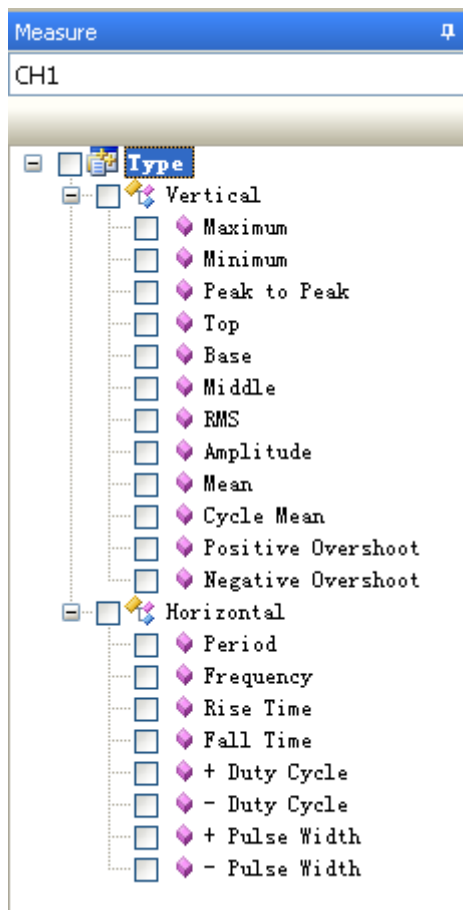 Measure
CH1
Type
Vertical
Maximum
Minimum
Peak to Peak
Top
Base
Middle
RMS
Amplitude
Mean
Cycle Mean
Positive Overshoot
Negative Overshoot
Horizontal
Period
Frequency
Rise Time
Fall Time
+ Duty Cycle
- Duty Cycle
+ Pulse Width
- Pulse Width